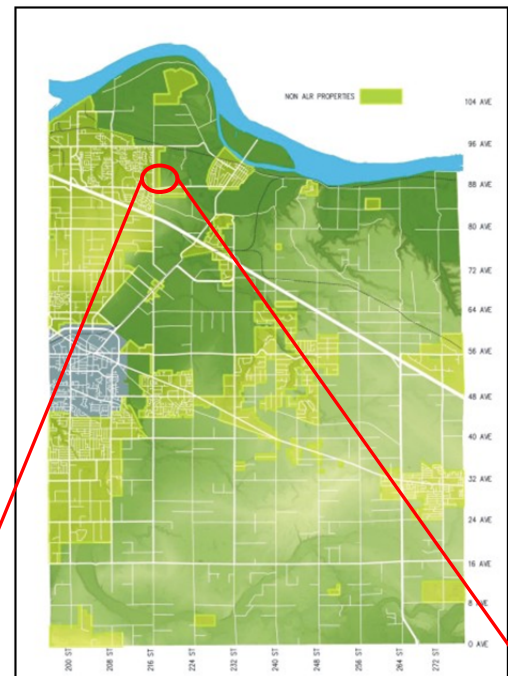 NON ALR PROPERTIES
104 AVE
96 AVE
88 AVE
80 AVE
72 AVE
64 AVE
56 AVE
48 AVE
40 AVE
32 AVE
24 AVE
16 AVE
8 AVE
0 AVE
200 ST
208 ST
216 ST
224 ST
232 ST
240 ST
248 ST
256 ST
264 ST
272 ST